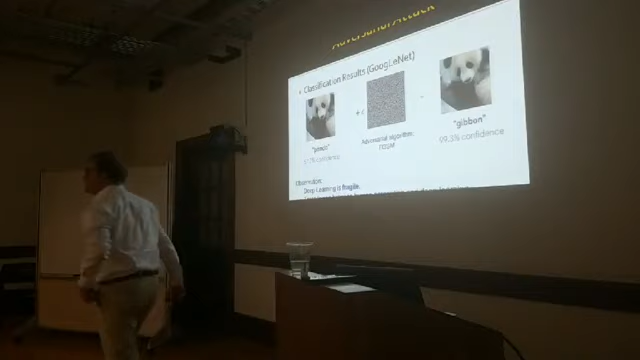 Adversarial Attack
• Classification Results (GoogLeNet)
"panda"
"gibbon"
99.3% confidence
Adversarial algorithm
Observation:
Deep Learning is fragile.